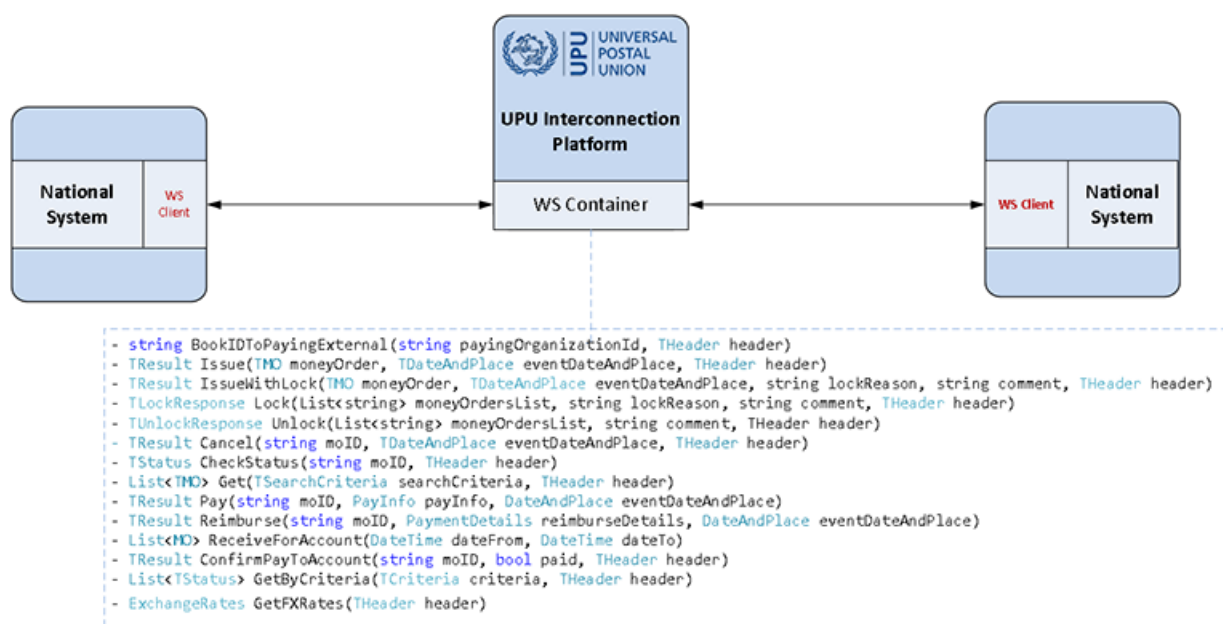 UPU
UNIVERSAL
POSTAL
UNION
UPU Interconnection
Platform
WS Container
National
System
WS
Client
WS Client
National
System
- string BookIDToPayingExternal(string payingOrganizationId, THeader header)
- TResult Issue(TMO moneyOrder, TDateAndPlace eventDateAndPlace, THeader header)
- TResult IssueWithLock(TMO moneyOrder, TDateAndPlace eventDateAndPlace, string lockReason, string comment, THeader header)
- TLockResponse Lock(List<string> moneyOrdersList, string lockReason, string comment, THeader header)
- TUnlockResponse Unlock(List<string> moneyOrdersList, string comment, THeader header)
- TResult Cancel(string moID, TDateAndPlace eventDateAndPlace, THeader header)
- TStatus CheckStatus(string moID, THeader header)
- List<TMO> Get(TSearchCriteria searchCriteria, THeader header)
- TResult Pay(string moID, PayInfo payInfo, DateAndPlace eventDateAndPlace)
- TResult Reimburse(string moID, PaymentDetails reimburseDetails, DateAndPlace eventDateAndPlace)
- List<MO> ReceiveForAccount(DateTime dateFrom, DateTime dateTo)
- TResult ConfirmPayToAccount(string moID, bool paid, THeader header)
- List<TStatus> GetByCriteria(TCriteria criteria, THeader header)
- ExchangeRates GetFXRates(THeader header)